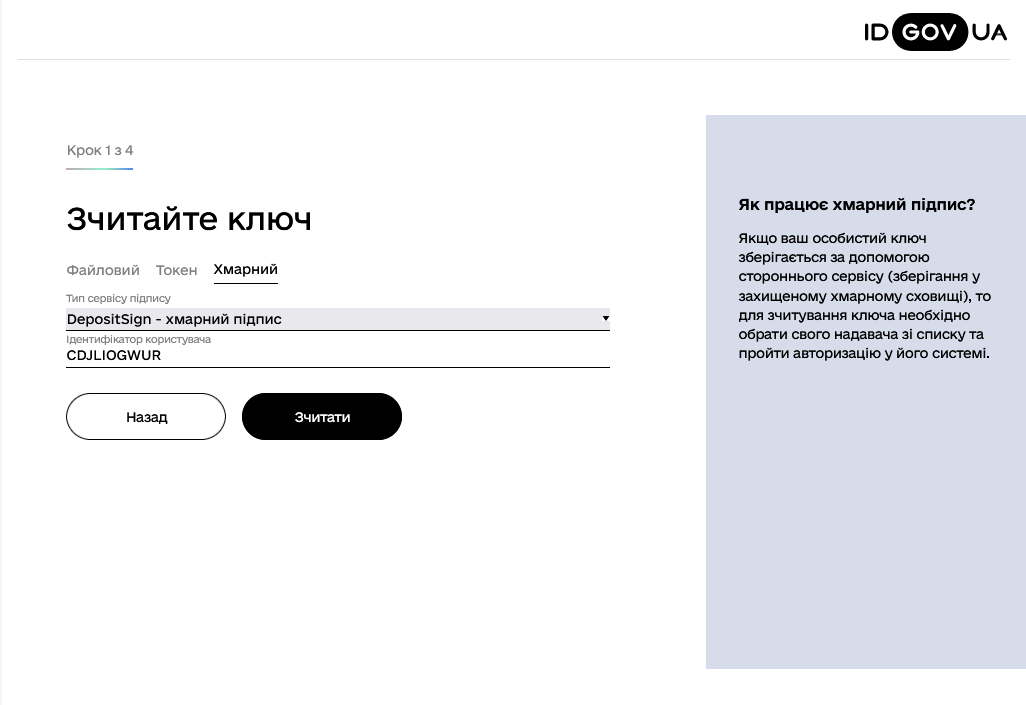 ID GOV UA
Крок 1 з 4
Зчитайте ключ
Файловий Токен Хмарний
Тип сервісу підпису
DepositSign - хмарний підпис
Ідентифікатор користувача
CDJLIOGWUR
Назад Зчитати
Як працює хмарний підпис?
Якщо ваш особистий ключ
зберігається за допомогою
стороннього сервісу (зберігання у
захищеному хмарному сховищі), то
для зчитування ключа необхідно
обрати свого надавача зі списку та
пройти авторизацію у його системі.